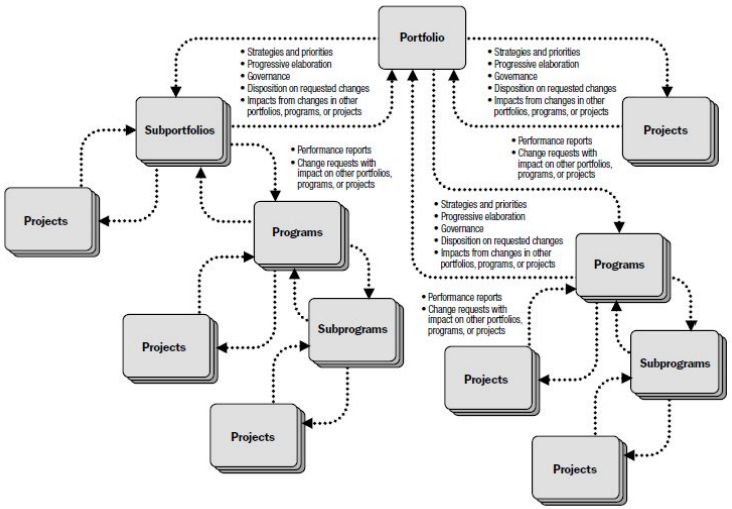 Portfolio
• Strategies and priorities
• Progressive elaboration
• Governance
• Disposition on requested changes
• Impacts from changes in other
portfolios, programs, or projects
• Strategies and priorities
• Progressive elaboration
• Governance
• Disposition on requested changes
• Impacts from changes in other
portfolios, programs, or projects
Subportfolios
Projects
• Performance reports
• Change requests with
impact on other portfolios,
programs, or projects
• Performance reports
• Change requests with
impact on other portfolios,
programs, or projects
Projects
Programs
• Strategies and priorities
• Progressive elaboration
• Governance
• Disposition on requested changes
• Impacts from changes in other
portfolios, programs, or projects
Programs
• Performance reports
• Change requests with
impact on other portfolios,
programs, or projects
Projects
Subprograms
Projects
Subprograms
Projects
Projects